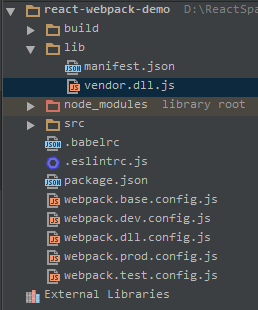 react-webpack-demo D:\ReactSpa
build
lib
manifest.json
vendor.dll.js
node_modules library root
src
.babelrc
.eslintrc.js
package.json
webpack.base.config.js
webpack.dev.config.js
webpack.dll.config.js
webpack.prod.config.js
webpack.test.config.js
External Libraries